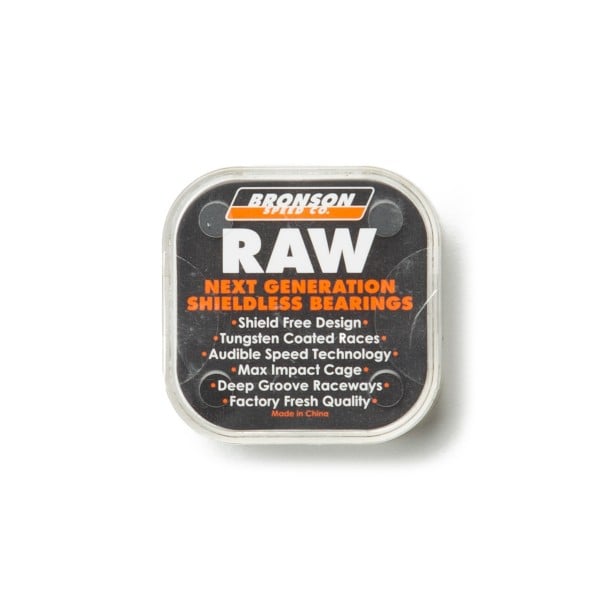 BRONSON
SPEED CO.
RAW
NEXT GENERATION
SHIELDLESS BEARINGS
•Shield Free Design•
•Tungsten Coated Races•
•Audible Speed Technology•
•Max Impact Cage•
•Deep Groove Raceways•
•Factory Fresh Quality•
Made in China